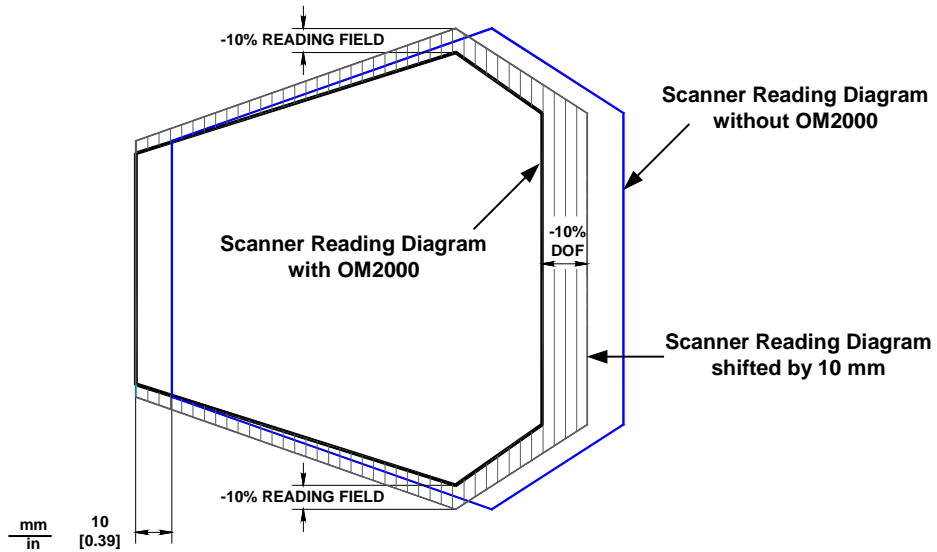 -10% READING FIELD
Scanner Reading Diagram
without OM2000
-10%
DOF
Scanner Reading Diagram
with OM2000
Scanner Reading Diagram
shifted by 10 mm
-10% READING FIELD
mm
in
10
[0.39]